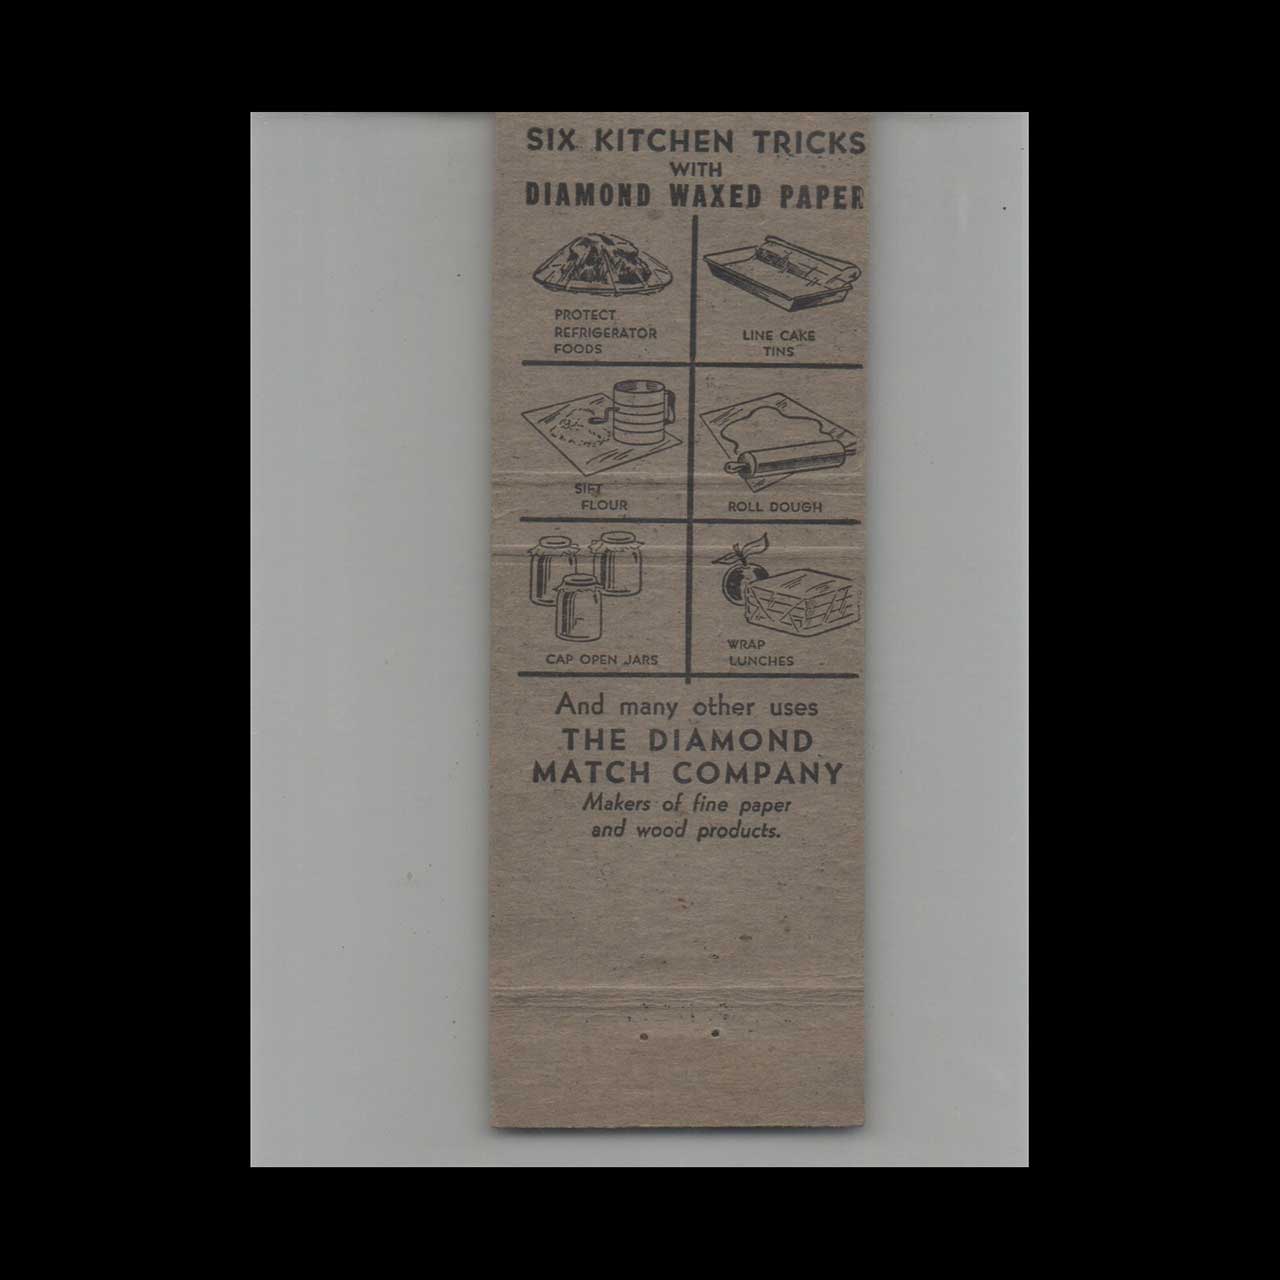 SIX KITCHEN TRICKS
WITH
DIAMOND WAXED PAPER
PROTECT
REFRIGERATOR
FOODS
LINE CAKE
TINS
SIFT
FLOUR
ROLL DOUGH
CAP OPEN JARS
WRAP
LUNCHES
And many other uses
THE DIAMOND
MATCH COMPANY
Makers of fine paper
and wood products.